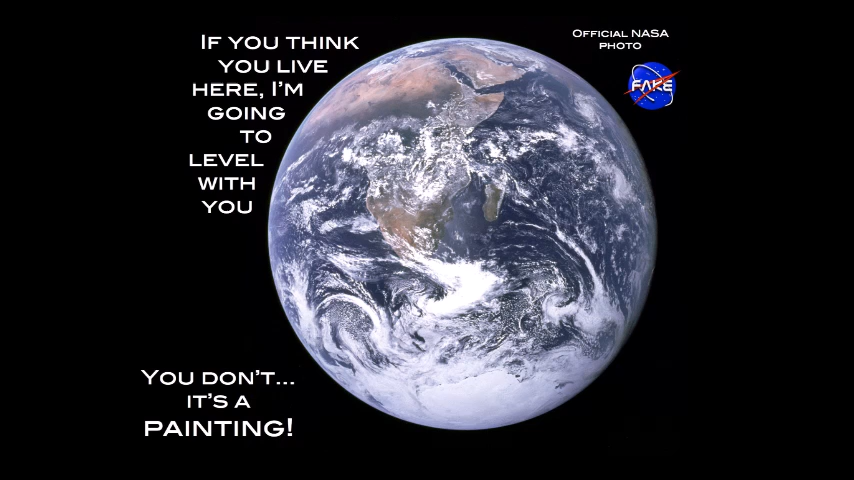 If you think
you live
here, I'm
going
to
level
with
you
Official NASA
photo
FAKE
You don't...
it's a
painting!